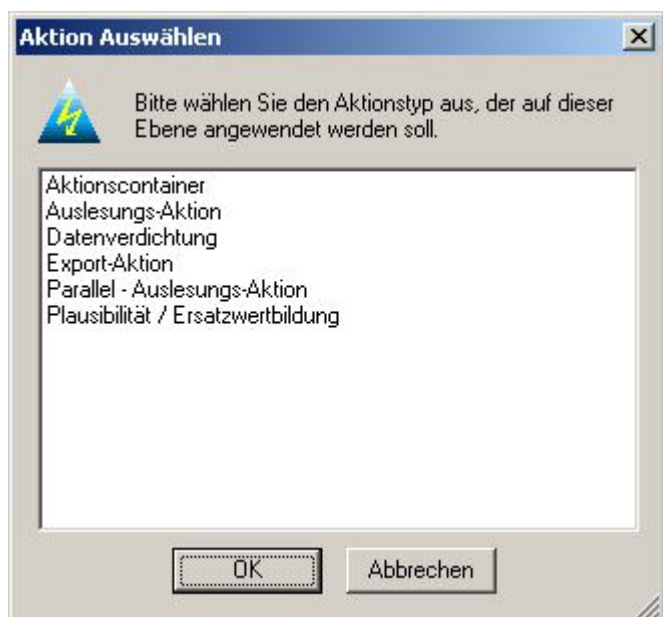 Aktion Auswählen
Bitte wählen Sie den Aktionstyp aus, der auf dieser
Ebene angewendet werden soll.
Aktionscontainer
Auslesungs-Aktion
Datenverdichtung
Export-Aktion
Parallel - Auslesungs-Aktion
Plausibilität / Ersatzwertbildung
OK
Abbrechen